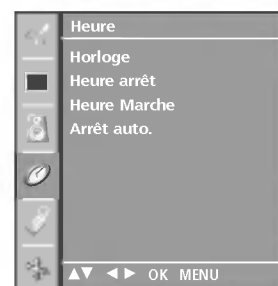 Heure
Horloge
Heure arrêt
Heure Marche
Arrêt auto.
▲▼ ◄► OK MENU